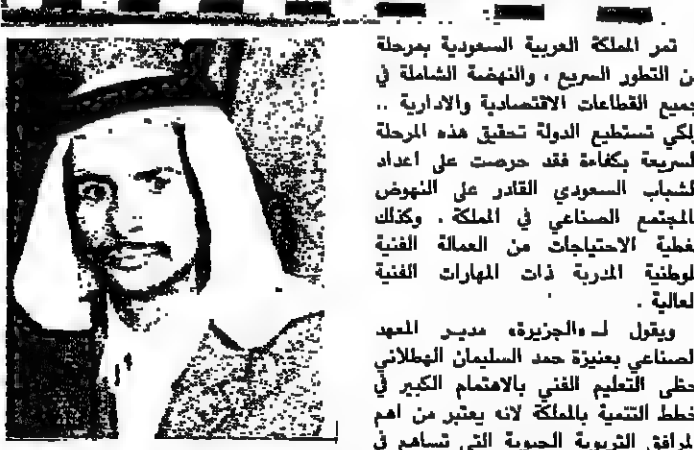 تمر المملكة العربية السعودية بمرحلة
من التطور السريع ، والنهضة الشاملة في
جميع القطاعات الاقتصادية والادارية ..
ولكي تستطيع الدولة تحقيق هذه المرحلة
السريعة بكفاءة فقد حرصت على اعداد
الشباب السعودي القادر على النهوض
بالمجتمع الصناعي في المملكة . وكذلك
تغطية الاحتياجات من العمالة الفنية
الوطنية المدربة ذات المهارات الفنية
العالية .
ويقول لـ «الجزيرة» مدير المعهد
الصناعي بعنيزة حمد السليمان الهطلاني
يحظى التعليم الفني بالاهتمام الكبير في
خطط التنمية بالمملكة لانه يعتبر من اهم
المرافق التربوية الحيوية التي تساهم في